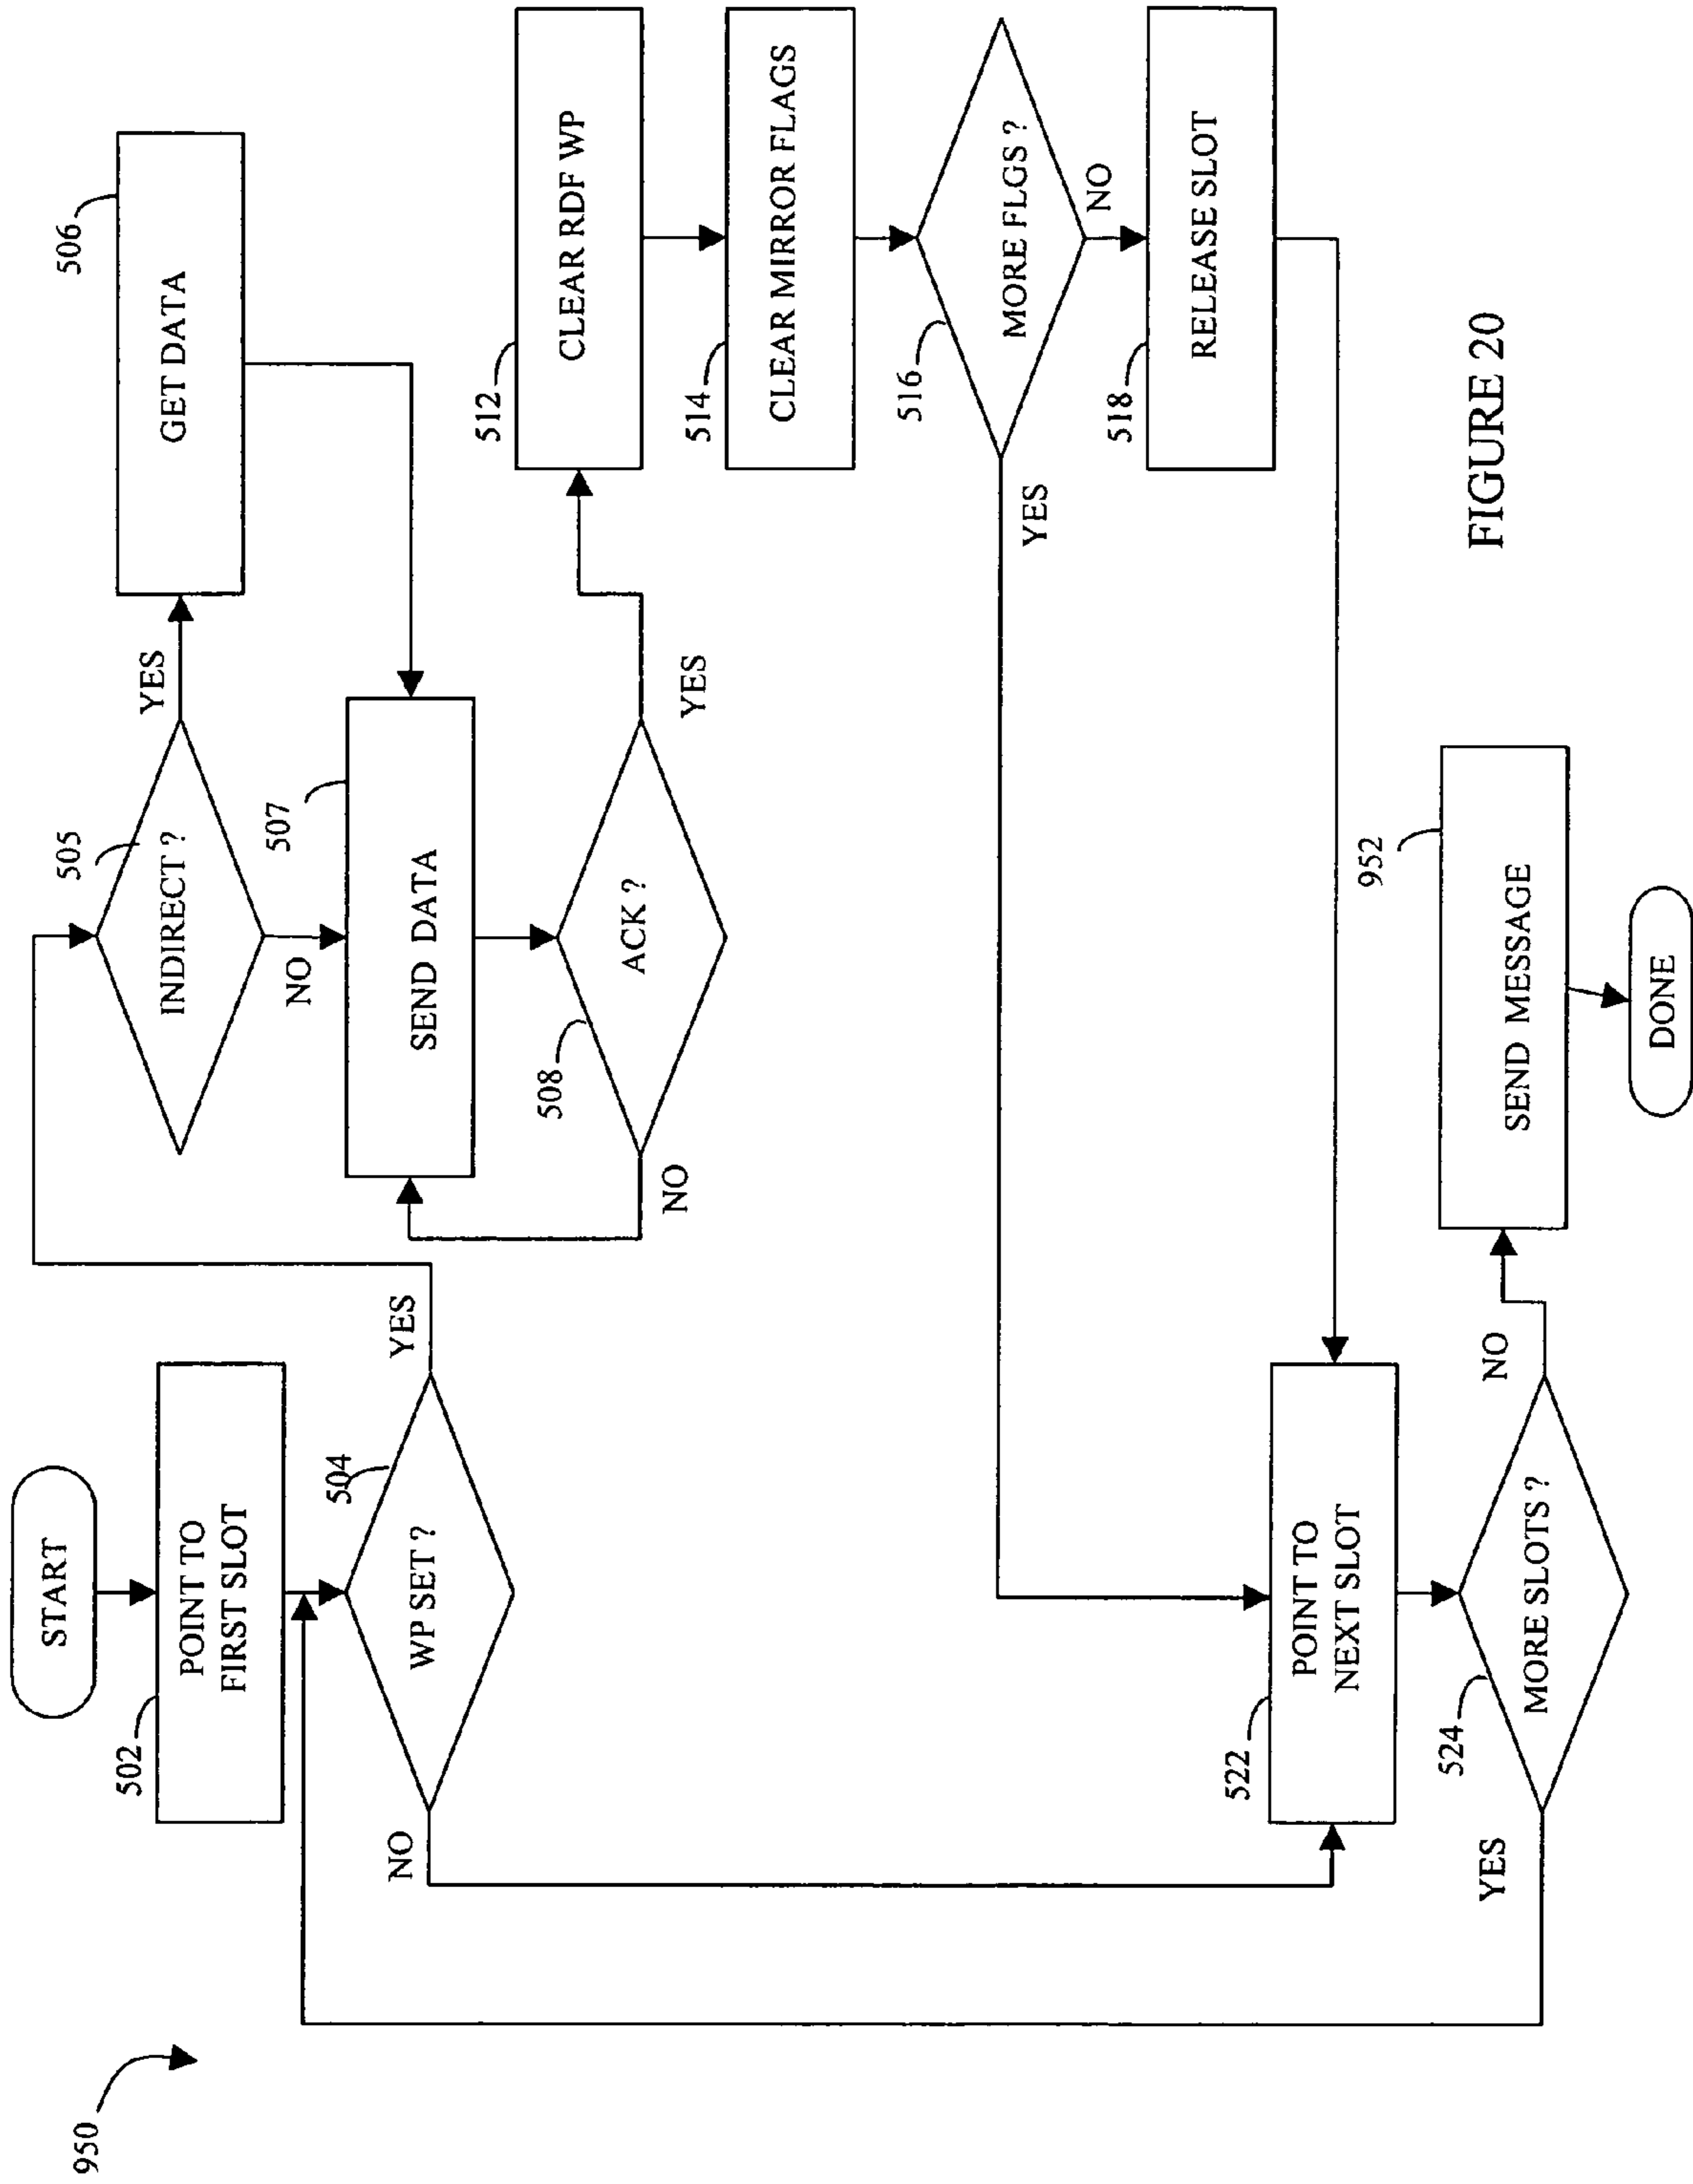 950
START
502
POINT TO
FIRST SLOT
504
WP SET ?
YES
NO
505
INDIRECT ?
YES
NO
506
GET DATA
507
SEND DATA
508
ACK ?
YES
NO
512
CLEAR RDF WP
514
CLEAR MIRROR FLAGS
516
MORE FLGS ?
YES
NO
518
RELEASE SLOT
522
POINT TO
NEXT SLOT
524
MORE SLOTS ?
YES
NO
952
SEND MESSAGE
DONE
FIGURE 20